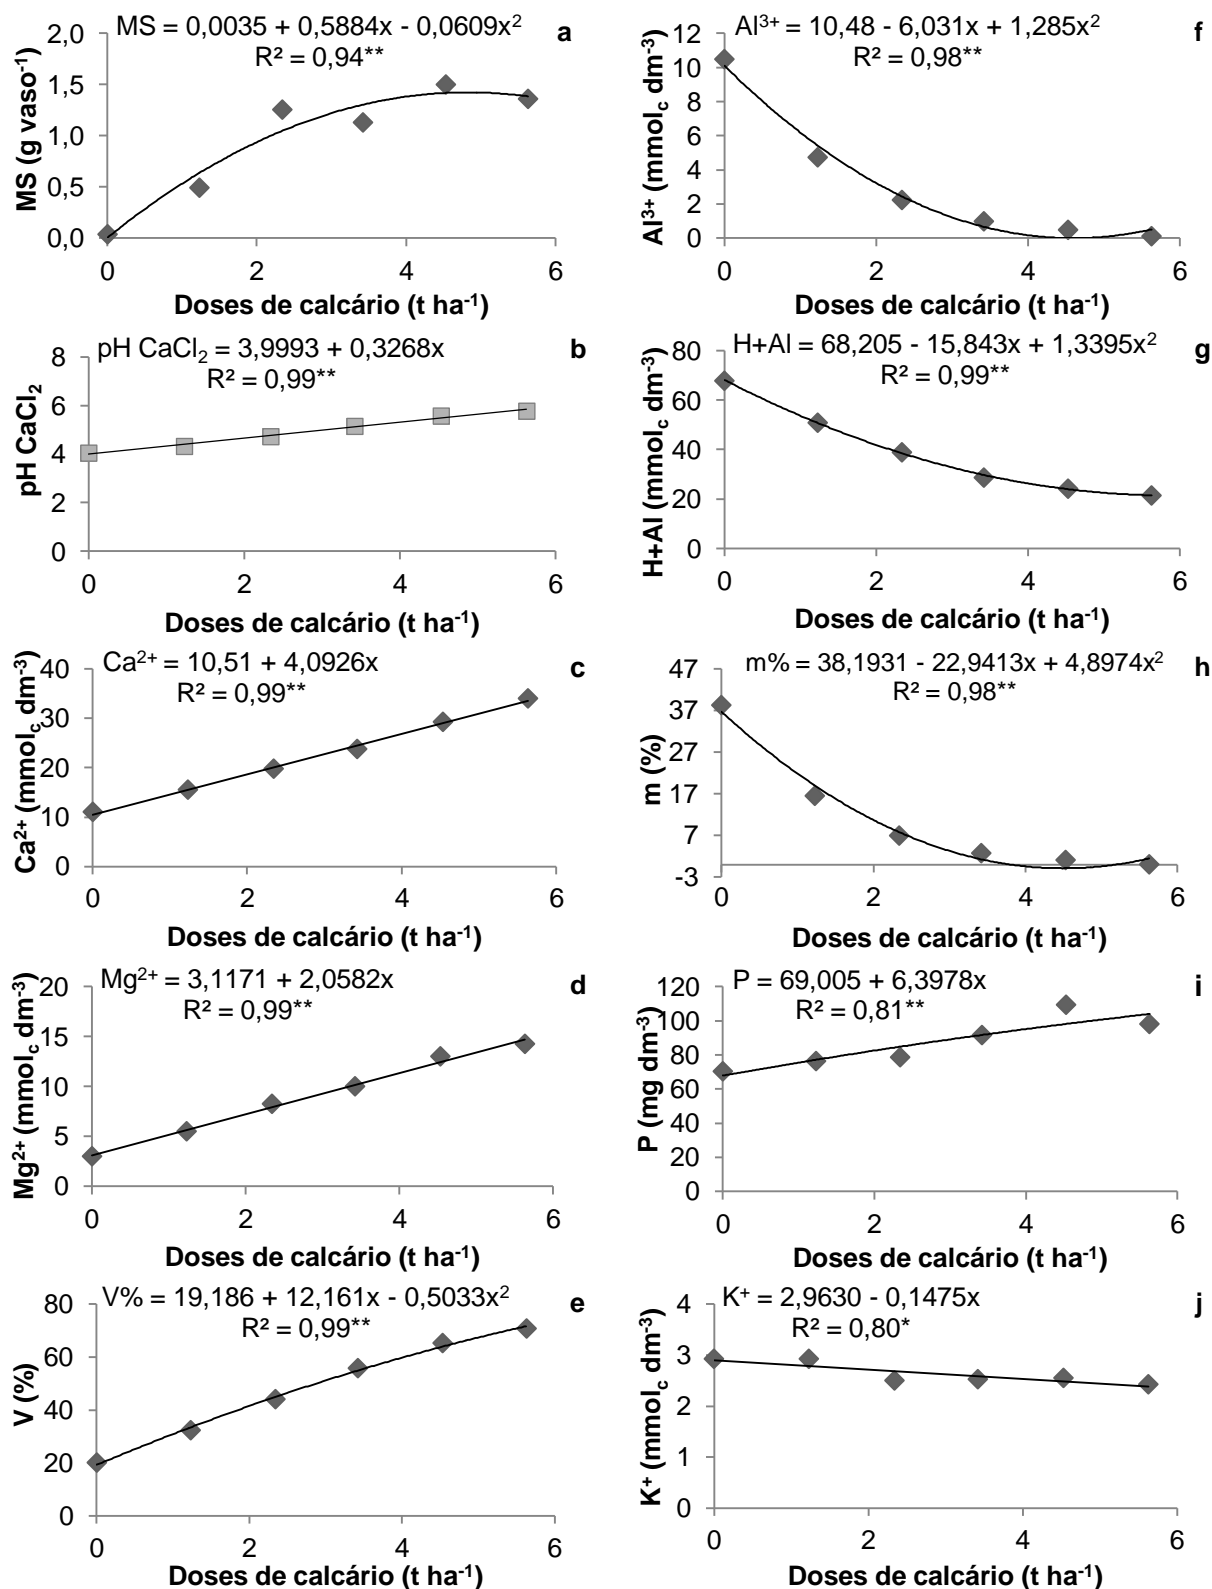 MS = 0,0035 + 0,5884x - 0,0609x²
R² = 0,94**
a
2,0
1,5
1,0
0,5
0,0
MS (g vaso⁻¹)
0 2 4 6
Doses de calcário (t ha⁻¹)
Al³⁺ = 10,48 - 6,031x + 1,285x²
R² = 0,98**
f
12
10
8
6
4
2
0
Al³⁺ (mmol_c dm⁻³)
0 2 4 6
Doses de calcário (t ha⁻¹)
pH CaCl₂ = 3,9993 + 0,3268x
R² = 0,99**
b
8
6
4
2
0
pH CaCl₂
0 2 4 6
Doses de calcário (t ha⁻¹)
H+Al = 68,205 - 15,843x + 1,3395x²
R² = 0,99**
g
80
60
40
20
0
H+Al (mmol_c dm⁻³)
0 2 4 6
Doses de calcário (t ha⁻¹)
Ca²⁺ = 10,51 + 4,0926x
R² = 0,99**
c
40
30
20
10
0
Ca²⁺ (mmol_c dm⁻³)
0 2 4 6
Doses de calcário (t ha⁻¹)
m% = 38,1931 - 22,9413x + 4,8974x²
R² = 0,98**
h
47
37
27
17
7
-3
m (%)
0 2 4 6
Doses de calcário (t ha⁻¹)
Mg²⁺ = 3,1171 + 2,0582x
R² = 0,99**
d
20
15
10
5
0
Mg²⁺ (mmol_c dm⁻³)
0 2 4 6
Doses de calcário (t ha⁻¹)
P = 69,005 + 6,3978x
R² = 0,81**
i
120
100
80
60
40
20
0
P (mg dm⁻³)
0 2 4 6
Doses de calcário (t ha⁻¹)
V% = 19,186 + 12,161x - 0,5033x²
R² = 0,99**
e
80
60
40
20
0
V (%)
0 2 4 6
Doses de calcário (t ha⁻¹)
K⁺ = 2,9630 - 0,1475x
R² = 0,80*
j
4
3
2
1
0
K⁺ (mmol_c dm⁻³)
0 2 4 6
Doses de calcário (t ha⁻¹)